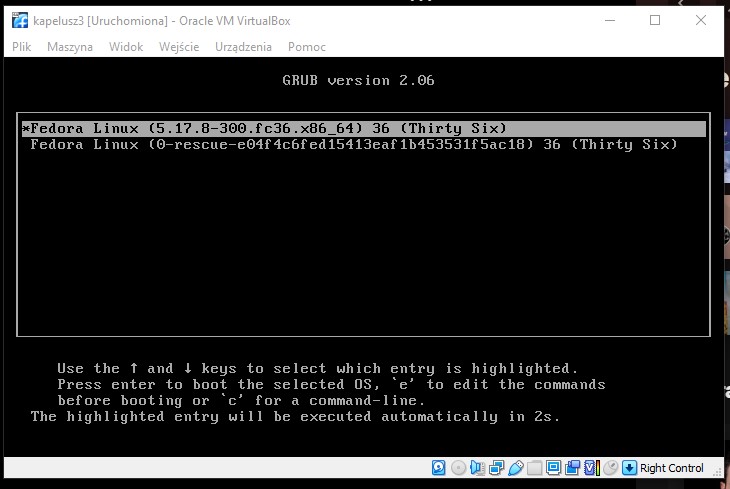 kapelusz3 [Uruchomiona] - Oracle VM VirtualBox
Plik Maszyna Widok Wejście Urządzenia Pomoc
GRUB version 2.06
*Fedora Linux (5.17.8-300.fc36.x86_64) 36 (Thirty Six)
Fedora Linux (0-rescue-e04f4c6fed15413eaf1b453531f5ac18) 36 (Thirty Six)
Use the ↑ and ↓ keys to select which entry is highlighted.
Press enter to boot the selected OS, `e' to edit the commands
before booting or `c' for a command-line.
The highlighted entry will be executed automatically in 2s.
Right Control